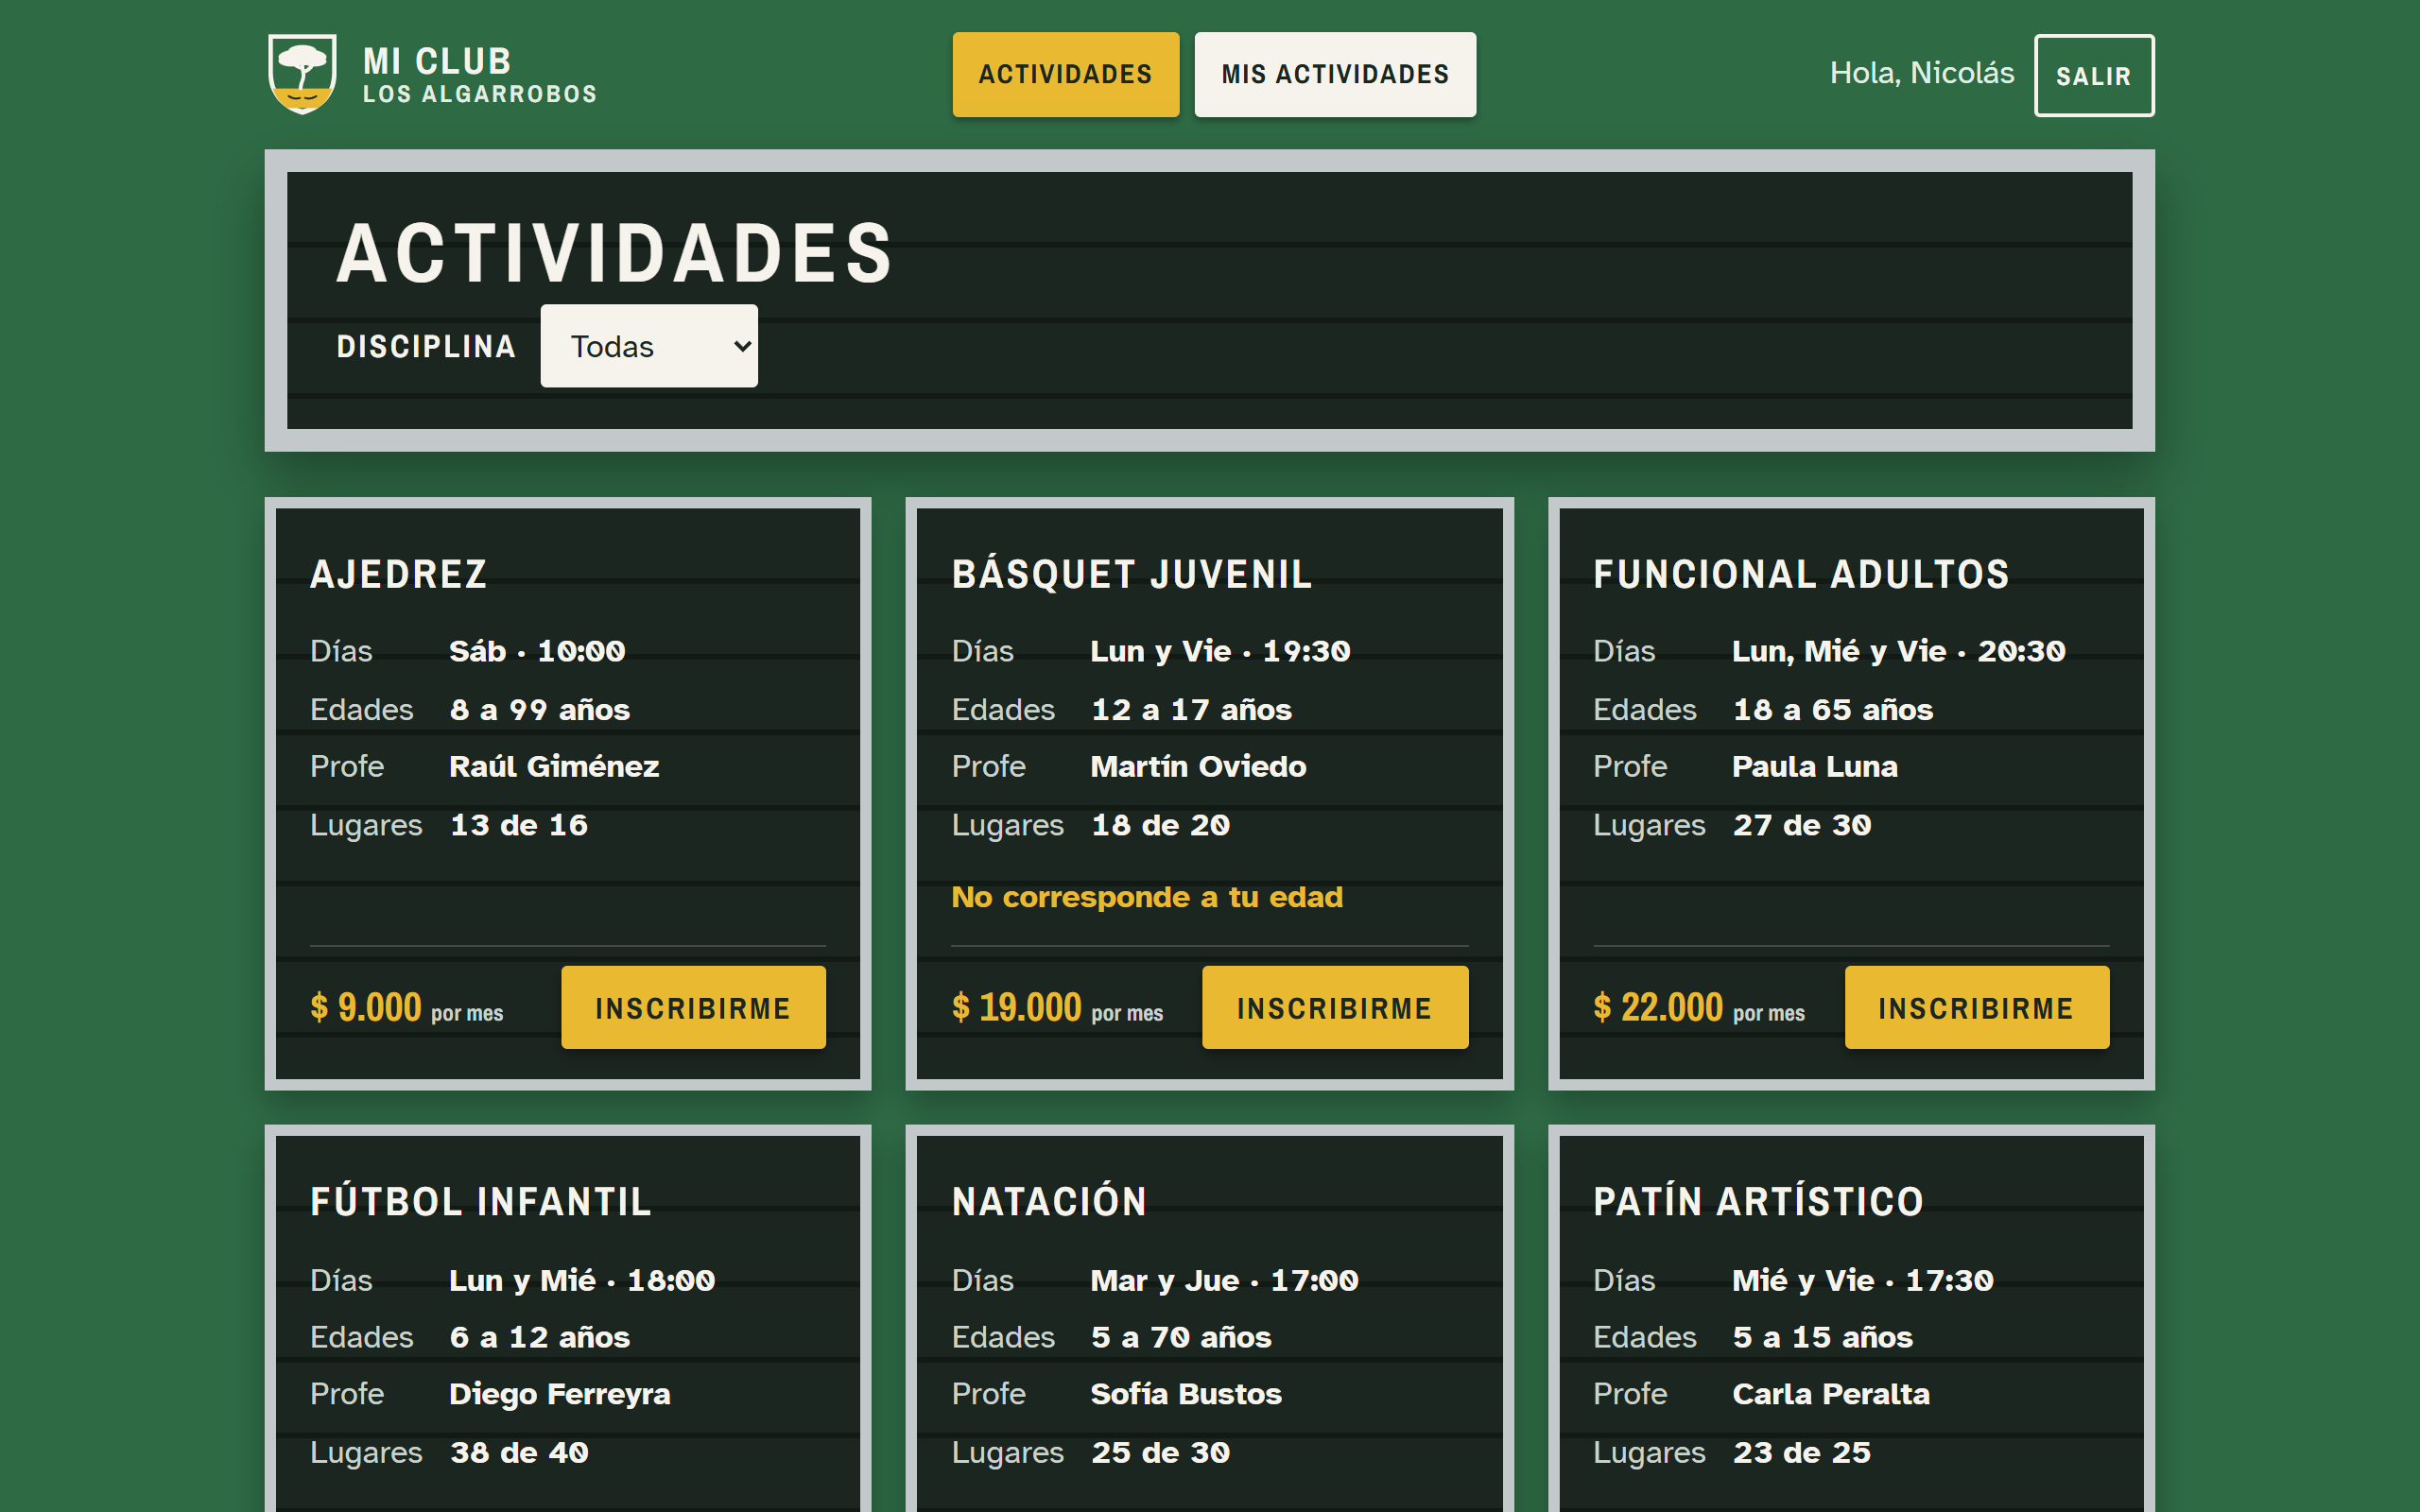 MI CLUB
LOS ALGARROBOS
ACTIVIDADES
MIS ACTIVIDADES
Hola, Nicolás
SALIR
ACTIVIDADES
DISCIPLINA
Todas
AJEDREZ
Días Sáb · 10:00
Edades 8 a 99 años
Profe Raúl Giménez
Lugares 13 de 16
$ 9.000 por mes
INSCRIBIRME
BÁSQUET JUVENIL
Días Lun y Vie · 19:30
Edades 12 a 17 años
Profe Martín Oviedo
Lugares 18 de 20
No corresponde a tu edad
$ 19.000 por mes
INSCRIBIRME
FUNCIONAL ADULTOS
Días Lun, Mié y Vie · 20:30
Edades 18 a 65 años
Profe Paula Luna
Lugares 27 de 30
$ 22.000 por mes
INSCRIBIRME
FÚTBOL INFANTIL
Días Lun y Mié · 18:00
Edades 6 a 12 años
Profe Diego Ferreyra
Lugares 38 de 40
NATACIÓN
Días Mar y Jue · 17:00
Edades 5 a 70 años
Profe Sofía Bustos
Lugares 25 de 30
PATÍN ARTÍSTICO
Días Mié y Vie · 17:30
Edades 5 a 15 años
Profe Carla Peralta
Lugares 23 de 25